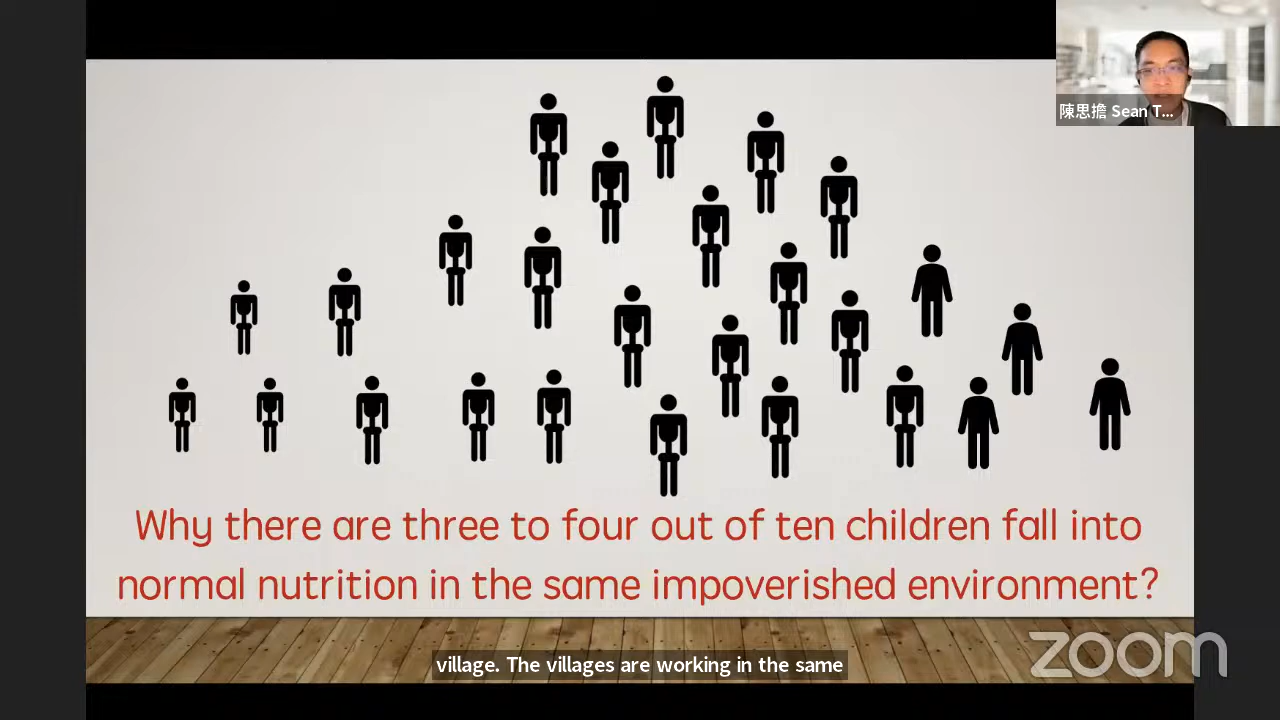 陳思擔 Sean T...
Why there are three to four out of ten children fall into
normal nutrition in the same impoverished environment?
village. The villages are working in the same
zoom